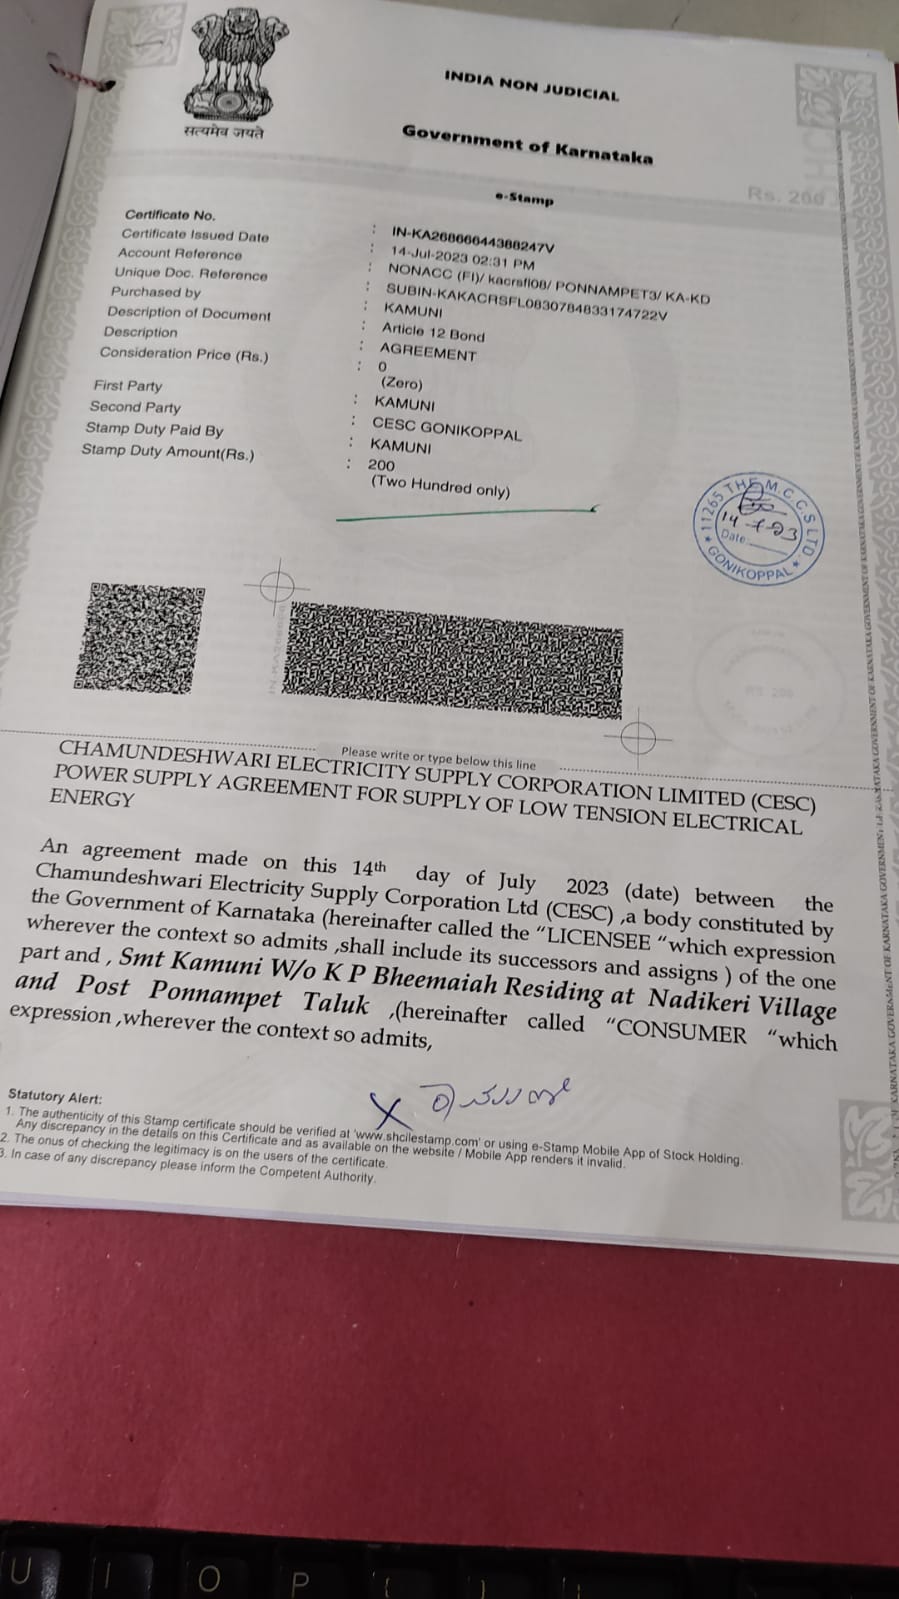 सत्यमेव जयते
INDIA NON JUDICIAL
Government of Karnataka
e-Stamp
Rs. 200
Certificate No. : IN-KA26866644388247V
Certificate Issued Date : 14-Jul-2023 02:31 PM
Account Reference : NONACC (FI)/ kacrsfl08/ PONNAMPET3/ KA-KD
Unique Doc. Reference : SUBIN-KAKACRSFL0830784833174722V
Purchased by : KAMUNI
Description of Document : Article 12 Bond
Description : AGREEMENT
Consideration Price (Rs.) : 0
(Zero)
First Party : KAMUNI
Second Party : CESC GONIKOPPAL
Stamp Duty Paid By : KAMUNI
Stamp Duty Amount(Rs.) : 200
(Two Hundred only)
* 11265 THE M.C.C.S LTD. * GONIKOPPAL
14-7-23
Date:
RS 200
Please write or type below this line
CHAMUNDESHWARI ELECTRICITY SUPPLY CORPORATION LIMITED (CESC)
POWER SUPPLY AGREEMENT FOR SUPPLY OF LOW TENSION ELECTRICAL
ENERGY
An agreement made on this 14th day of July 2023 (date) between the
Chamundeshwari Electricity Supply Corporation Ltd (CESC) ,a body constituted by
the Government of Karnataka (hereinafter called the “LICENSEE “which expression
wherever the context so admits ,shall include its successors and assigns ) of the one
part and , Smt Kamuni W/o K P Bheemaiah Residing at Nadikeri Village
and Post Ponnampet Taluk ,(hereinafter called “CONSUMER “which
expression ,wherever the context so admits,
X
Statutory Alert:
1. The authenticity of this Stamp certificate should be verified at 'www.shcilestamp.com' or using e-Stamp Mobile App of Stock Holding.
Any discrepancy in the details on this Certificate and as available on the website / Mobile App renders it invalid.
2. The onus of checking the legitimacy is on the users of the certificate.
3. In case of any discrepancy please inform the Competent Authority.
U I O P { }